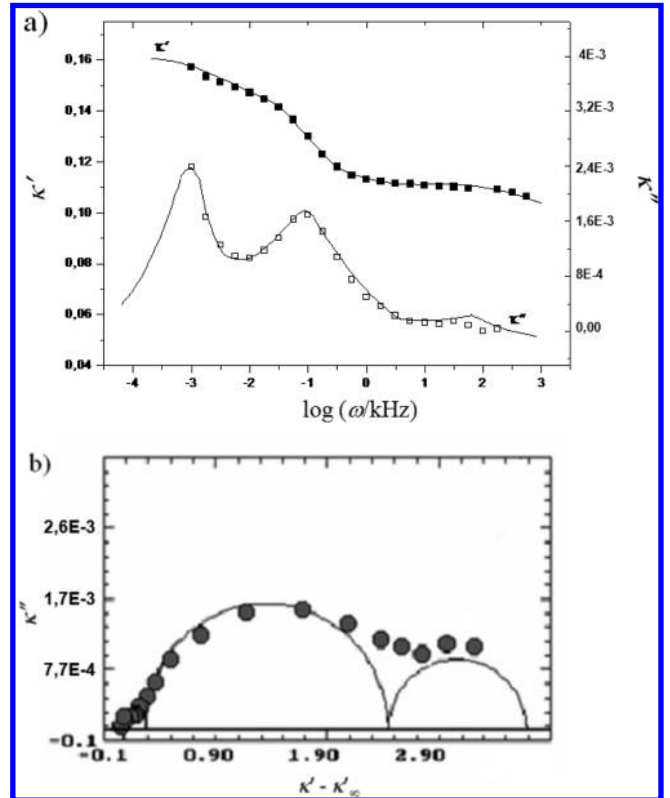 a)
κ'
0,16
0,14
0,12
0,10
0,08
0,06
0,04
κ'
4E-3
3,2E-3
2,4E-3
1,6E-3
8E-4
0,00
κ''
κ''
-4 -3 -2 -1 0 1 2 3
log (ω/kHz)
b)
κ''
2,6E-3
1,7E-3
7,7E-4
-0.1
-0.1 0.90 1.90 2.90
κ' - κ'∞